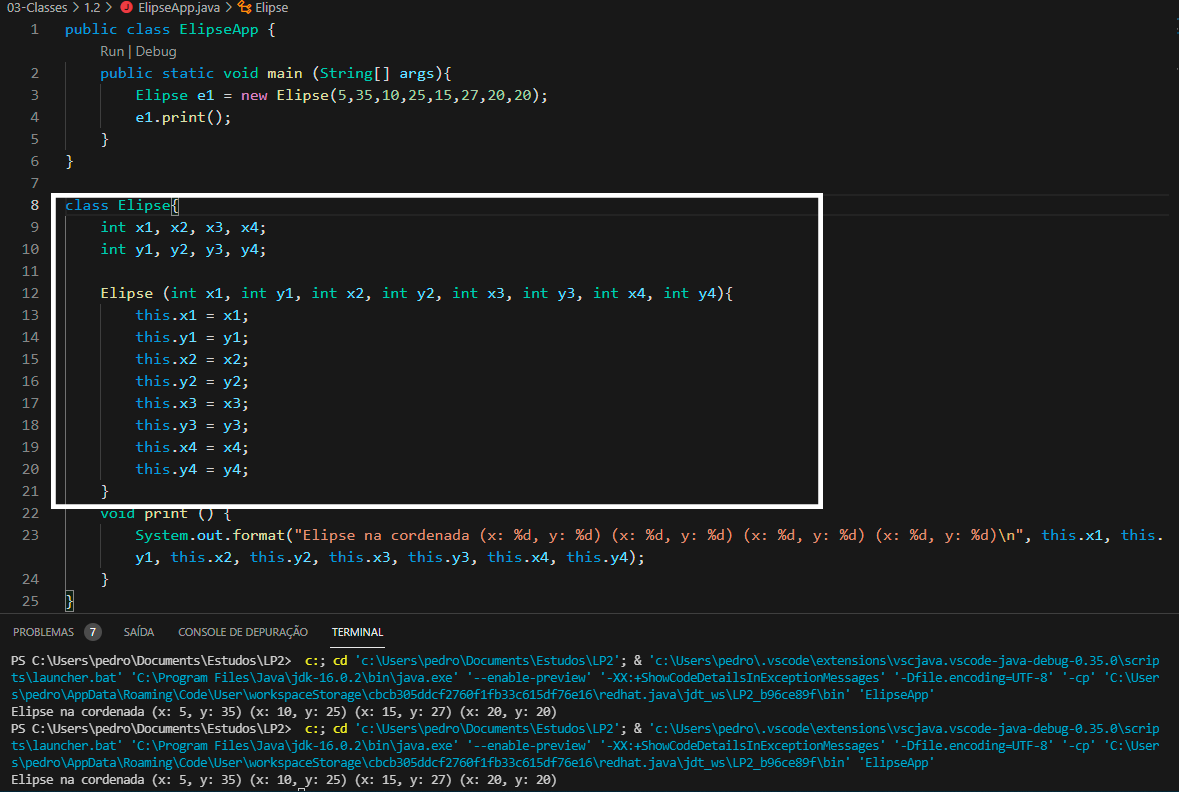 03-Classes > 1.2 > ElipseApp.java > Elipse
1 public class ElipseApp {
Run | Debug
2 public static void main (String[] args){
3 Elipse e1 = new Elipse(5,35,10,25,15,27,20,20);
4 e1.print();
5 }
6 }
7
8 class Elipse{
9 int x1, x2, x3, x4;
10 int y1, y2, y3, y4;
11
12 Elipse (int x1, int y1, int x2, int y2, int x3, int y3, int x4, int y4){
13 this.x1 = x1;
14 this.y1 = y1;
15 this.x2 = x2;
16 this.y2 = y2;
17 this.x3 = x3;
18 this.y3 = y3;
19 this.x4 = x4;
20 this.y4 = y4;
21 }
22 void print () {
23 System.out.format("Elipse na cordenada (x: %d, y: %d) (x: %d, y: %d) (x: %d, y: %d) (x: %d, y: %d)\n", this.x1, this.
y1, this.x2, this.y2, this.x3, this.y3, this.x4, this.y4);
24 }
25 }
PROBLEMAS 7 SAÍDA CONSOLE DE DEPURAÇÃO TERMINAL
PS C:\Users\pedro\Documents\Estudos\LP2> c:; cd 'c:\Users\pedro\Documents\Estudos\LP2'; & 'c:\Users\pedro\.vscode\extensions\vscjava.vscode-java-debug-0.35.0\scrip
ts\launcher.bat' 'C:\Program Files\Java\jdk-16.0.2\bin\java.exe' '--enable-preview' '-XX:+ShowCodeDetailsInExceptionMessages' '-Dfile.encoding=UTF-8' '-cp' 'C:\User
s\pedro\AppData\Roaming\Code\User\workspaceStorage\cbcb305ddcf2760f1fb33c615df76e16\redhat.java\jdt_ws\LP2_b96ce89f\bin' 'ElipseApp'
Elipse na cordenada (x: 5, y: 35) (x: 10, y: 25) (x: 15, y: 27) (x: 20, y: 20)
PS C:\Users\pedro\Documents\Estudos\LP2> c:; cd 'c:\Users\pedro\Documents\Estudos\LP2'; & 'c:\Users\pedro\.vscode\extensions\vscjava.vscode-java-debug-0.35.0\scrip
ts\launcher.bat' 'C:\Program Files\Java\jdk-16.0.2\bin\java.exe' '--enable-preview' '-XX:+ShowCodeDetailsInExceptionMessages' '-Dfile.encoding=UTF-8' '-cp' 'C:\User
s\pedro\AppData\Roaming\Code\User\workspaceStorage\cbcb305ddcf2760f1fb33c615df76e16\redhat.java\jdt_ws\LP2_b96ce89f\bin' 'ElipseApp'
Elipse na cordenada (x: 5, y: 35) (x: 10, y: 25) (x: 15, y: 27) (x: 20, y: 20)